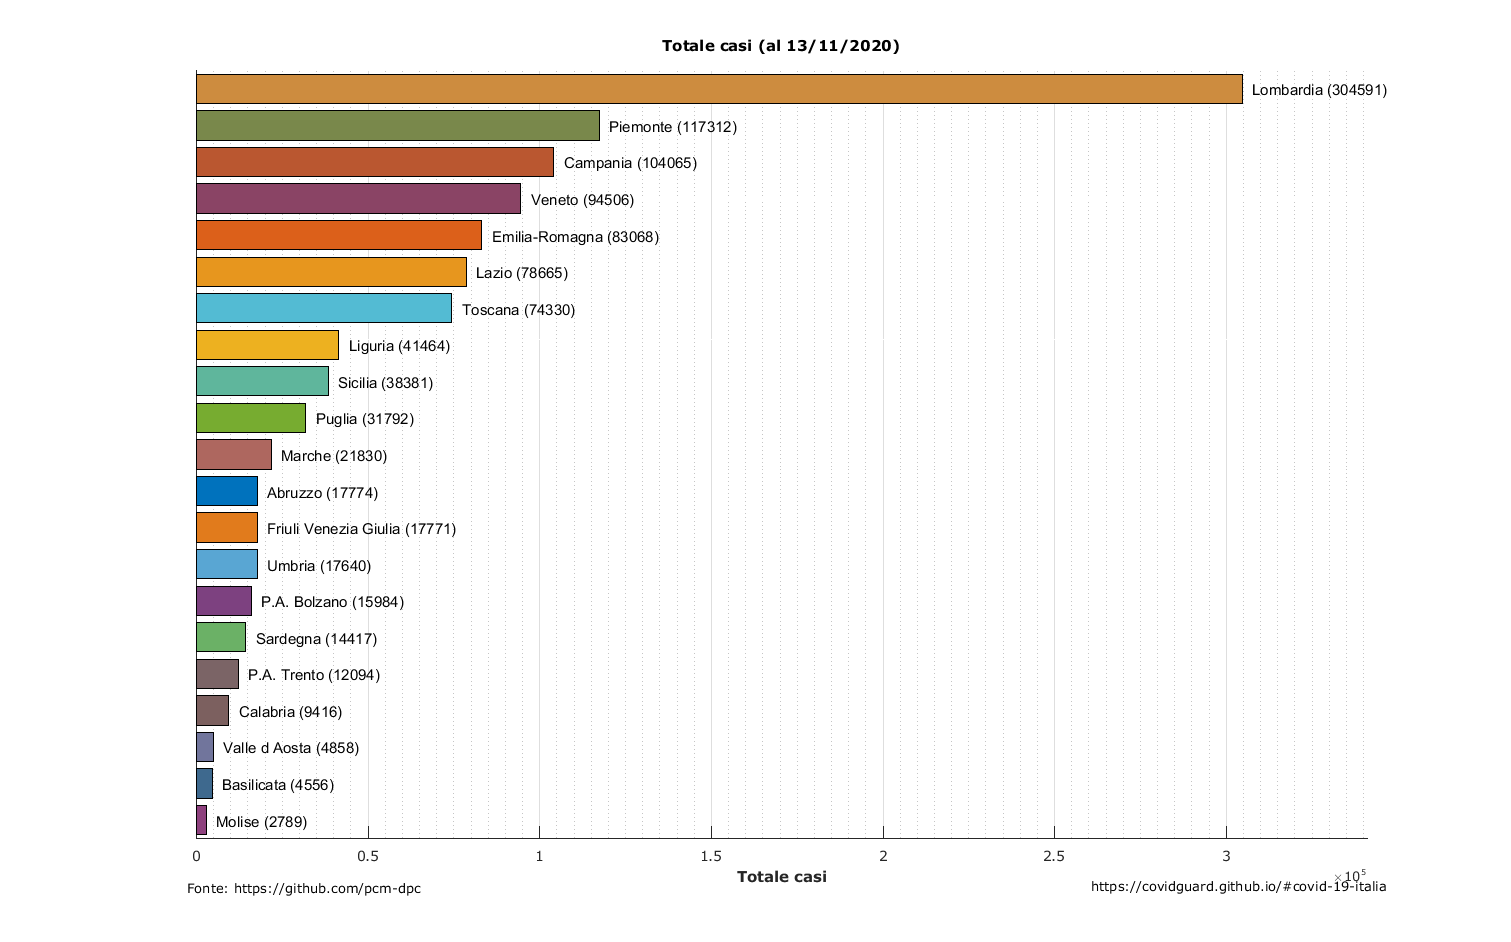 Totale casi (al 13/11/2020)
Lombardia (304591)
Piemonte (117312)
Campania (104065)
Veneto (94506)
Emilia-Romagna (83068)
Lazio (78665)
Toscana (74330)
Liguria (41464)
Sicilia (38381)
Puglia (31792)
Marche (21830)
Abruzzo (17774)
Friuli Venezia Giulia (17771)
Umbria (17640)
P.A. Bolzano (15984)
Sardegna (14417)
P.A. Trento (12094)
Calabria (9416)
Valle d Aosta (4858)
Basilicata (4556)
Molise (2789)
0 0.5 1 1.5 2 2.5 3
×10⁵
Totale casi
Fonte: https://github.com/pcm-dpc
https://covidguard.github.io/#covid-19-italia